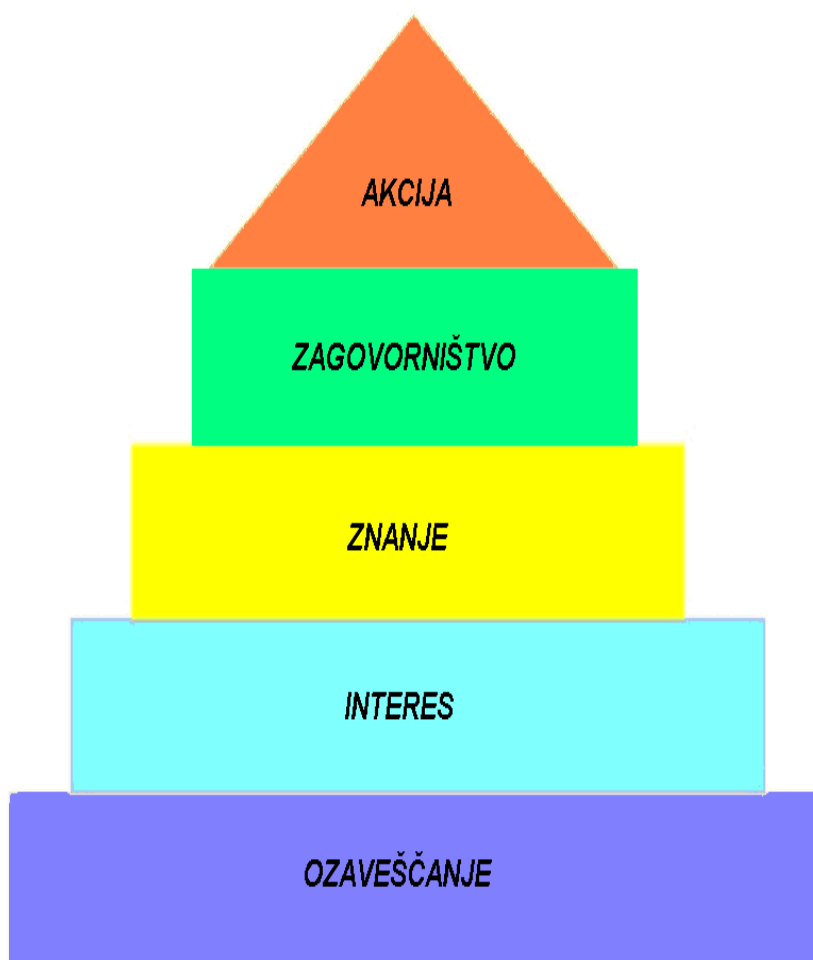 AKCIJA
ZAGOVORNIŠTVO
ZNANJE
INTERES
OZAVEŠČANJE